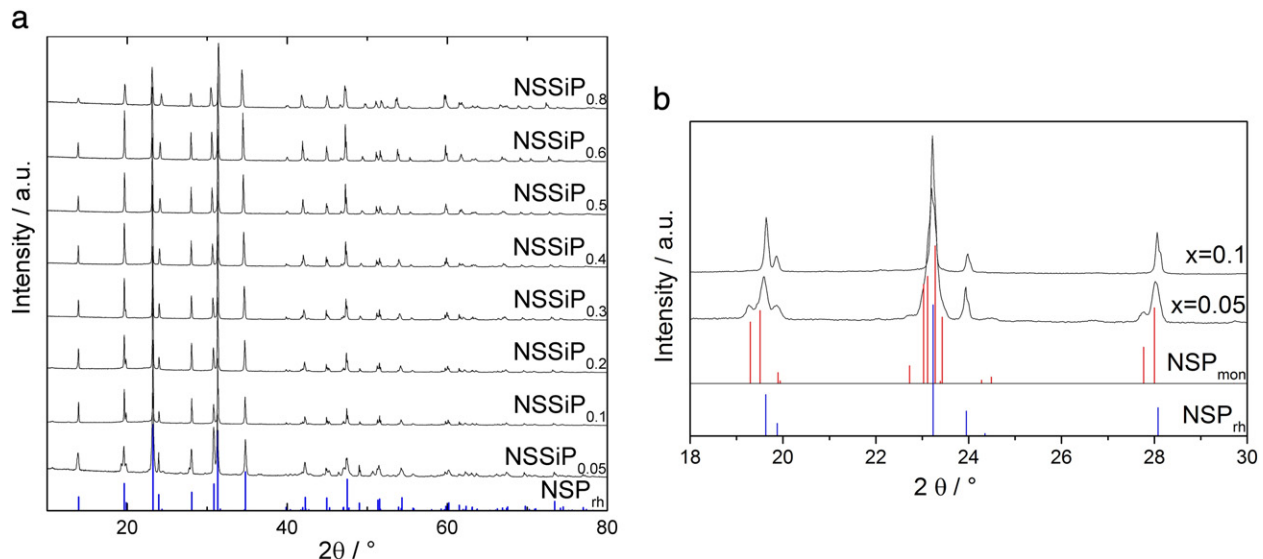 a
Intensity / a.u.
NSSiP0.8
NSSiP0.6
NSSiP0.5
NSSiP0.4
NSSiP0.3
NSSiP0.2
NSSiP0.1
NSSiP0.05
NSPrh
20 40 60 80
2θ / °
b
Intensity / a.u.
x=0.1
x=0.05
NSPmon
NSPrh
18 20 22 24 26 28 30
2 θ / °